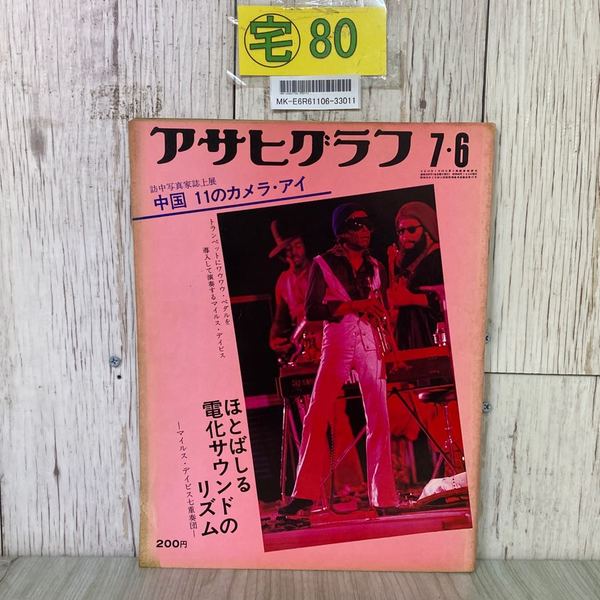 宅 80
MK-E6R61106-33011
アサヒグラフ 7・6
訪中写真家誌上展
中国 11のカメラ・アイ
トランペットにワウワウ・ペダルを
導入して演奏するマイルス・デイビス
ほとばしる
電化サウンドの
リズム
―マイルス・デイビス七重奏団―
200円